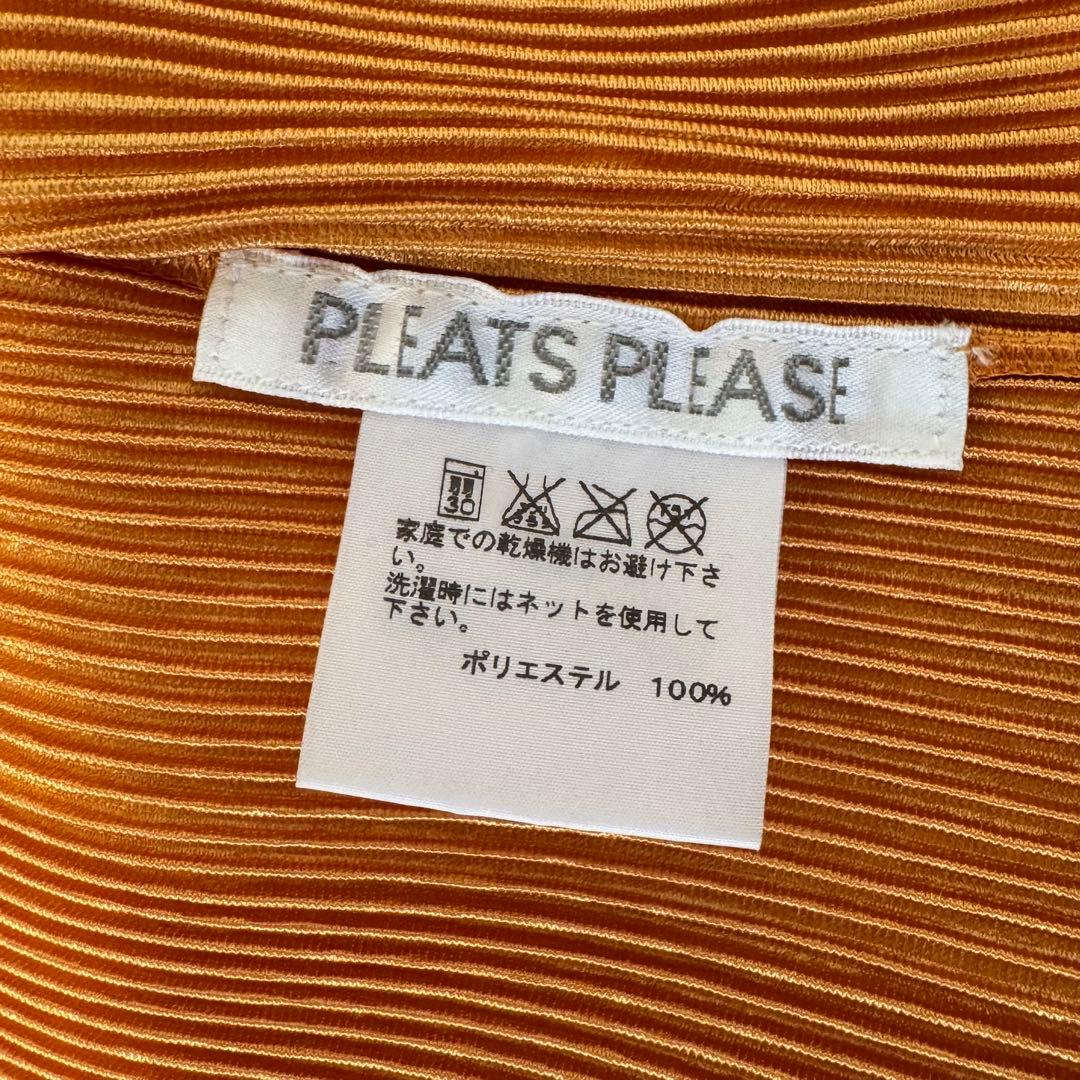 PLEATS PLEASE
弱
30
家庭での乾燥機はお避け下さ
い。
洗濯時にはネットを使用して
下さい。
ポリエステル 100%